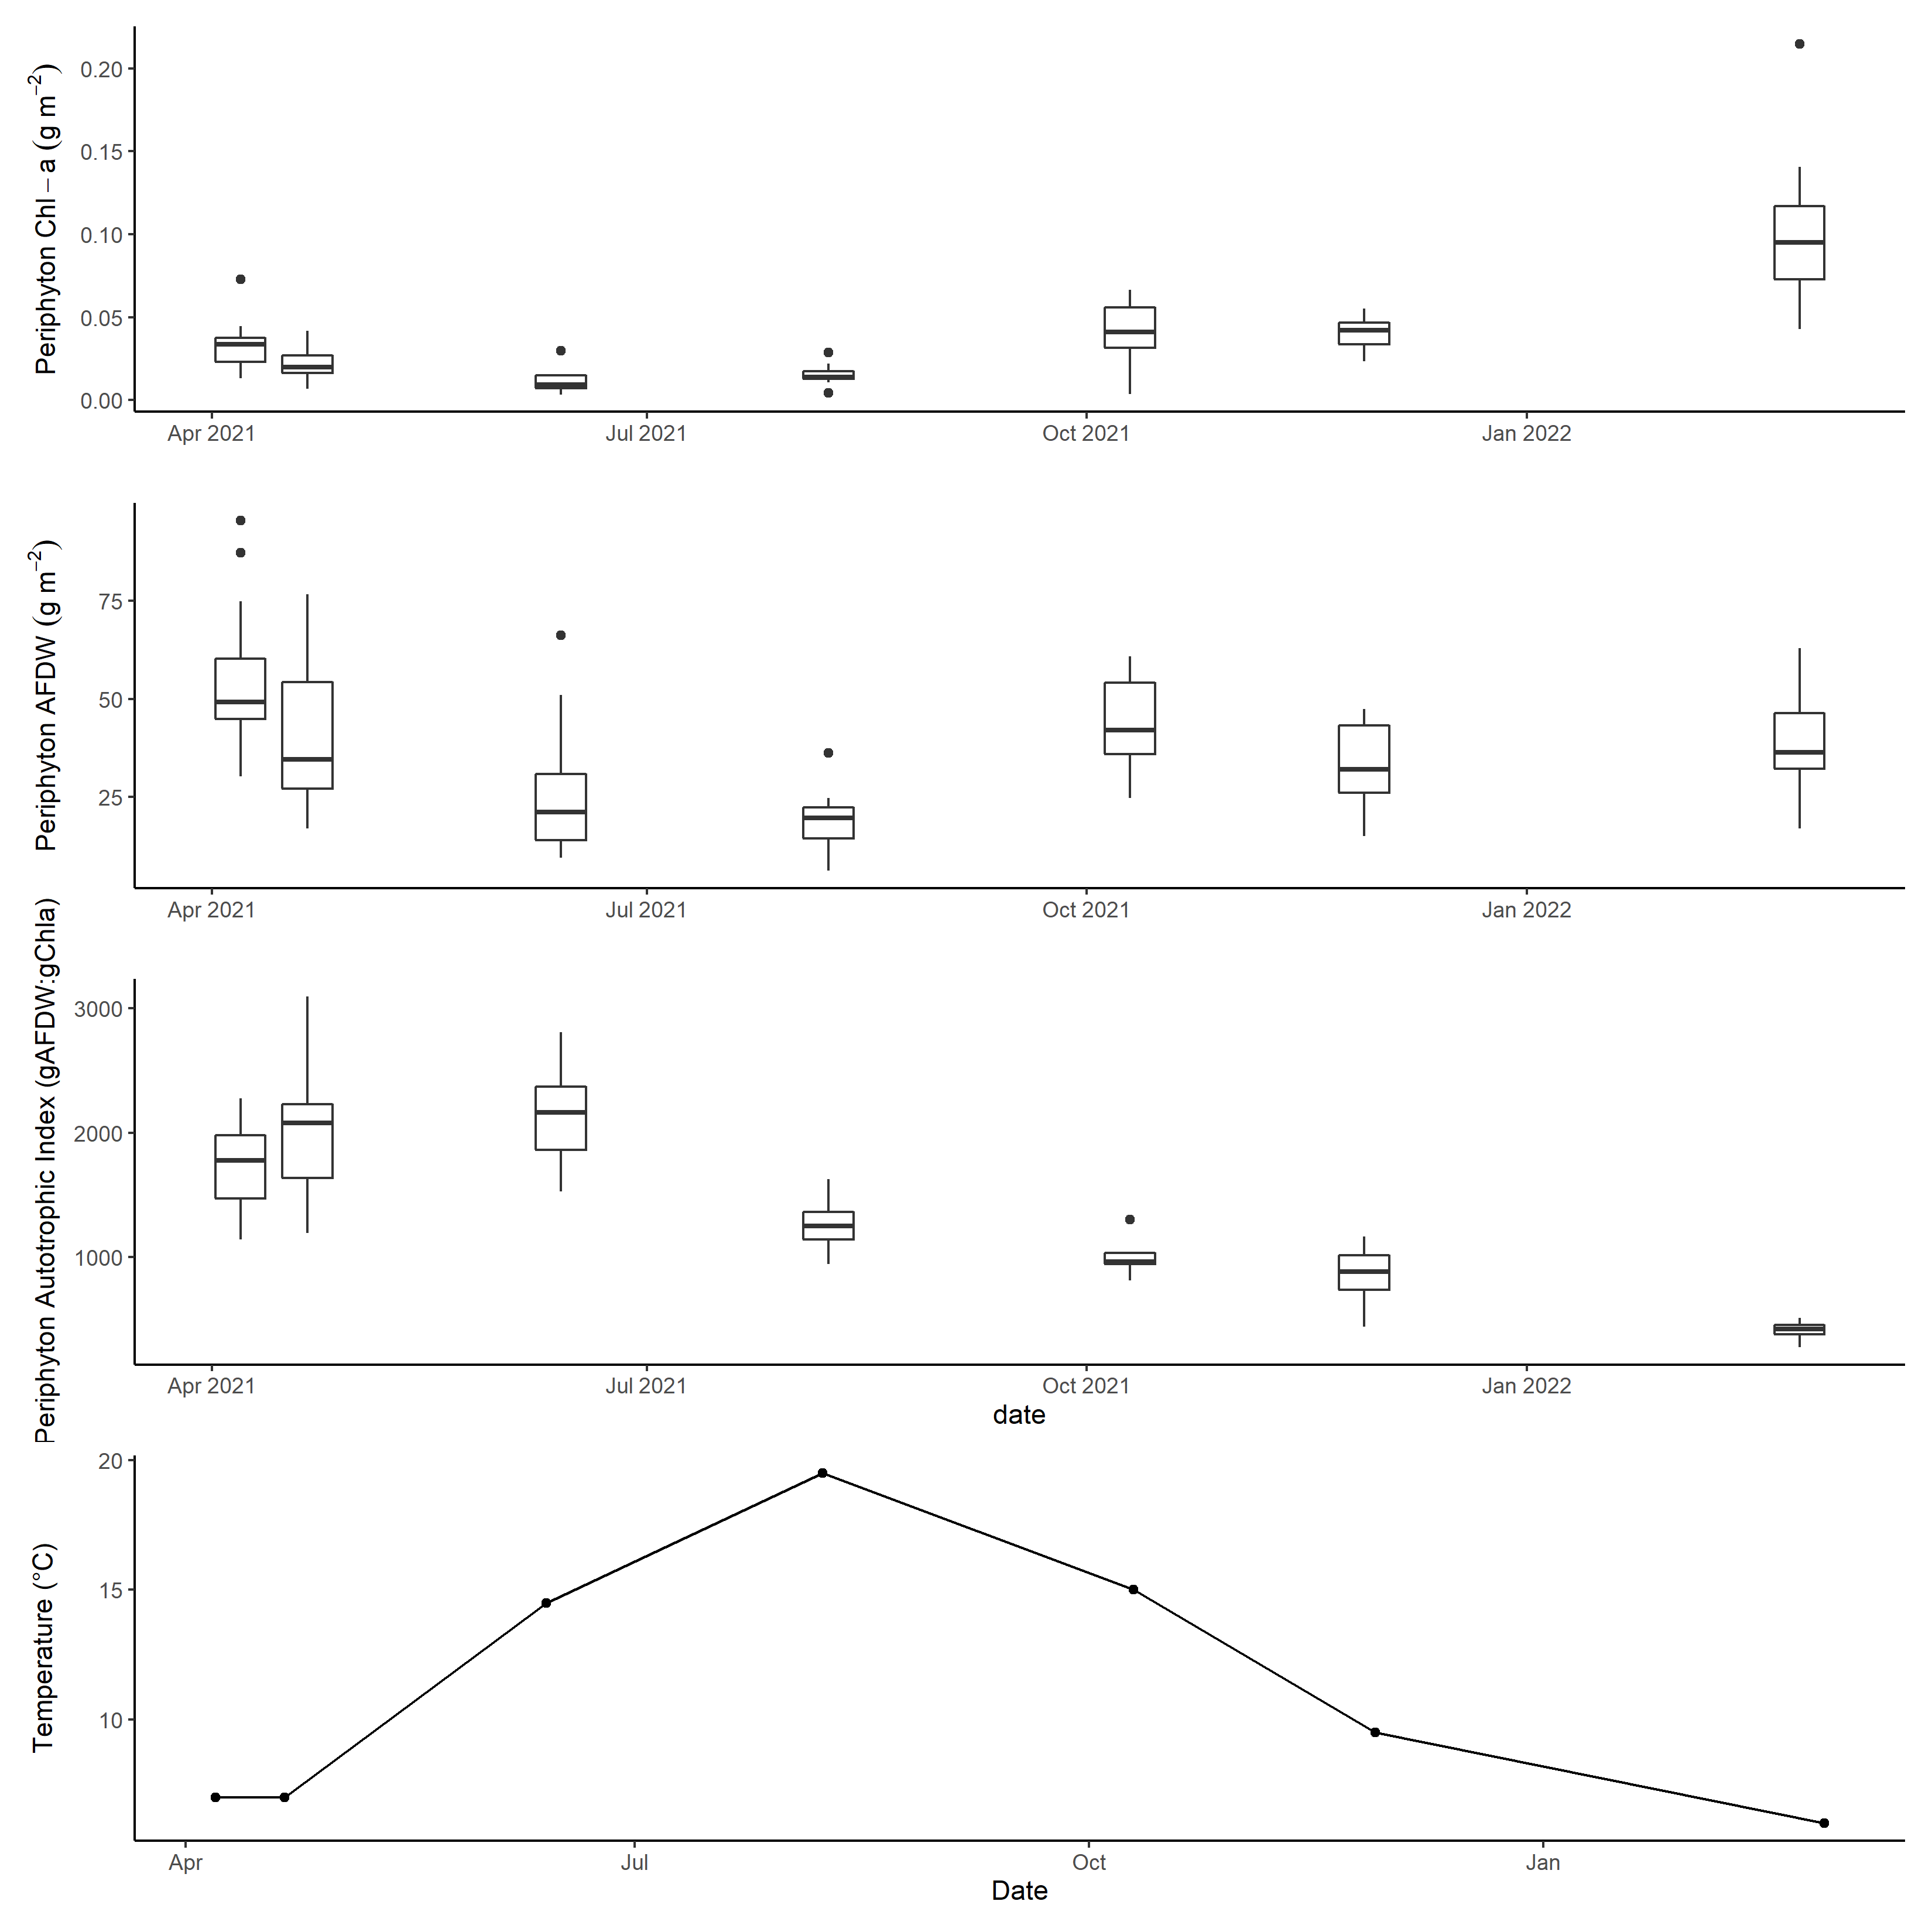 Periphyton Chl − a (g m−2)
0.20
0.15
0.10
0.05
0.00
Apr 2021 Jul 2021 Oct 2021 Jan 2022
Periphyton AFDW (g m−2)
75
50
25
Apr 2021 Jul 2021 Oct 2021 Jan 2022
Periphyton Autotrophic Index (gAFDW:gChla)
3000
2000
1000
Apr 2021 Jul 2021 Oct 2021 Jan 2022
date
Temperature (°C)
20
15
10
Apr Jul Oct Jan
Date